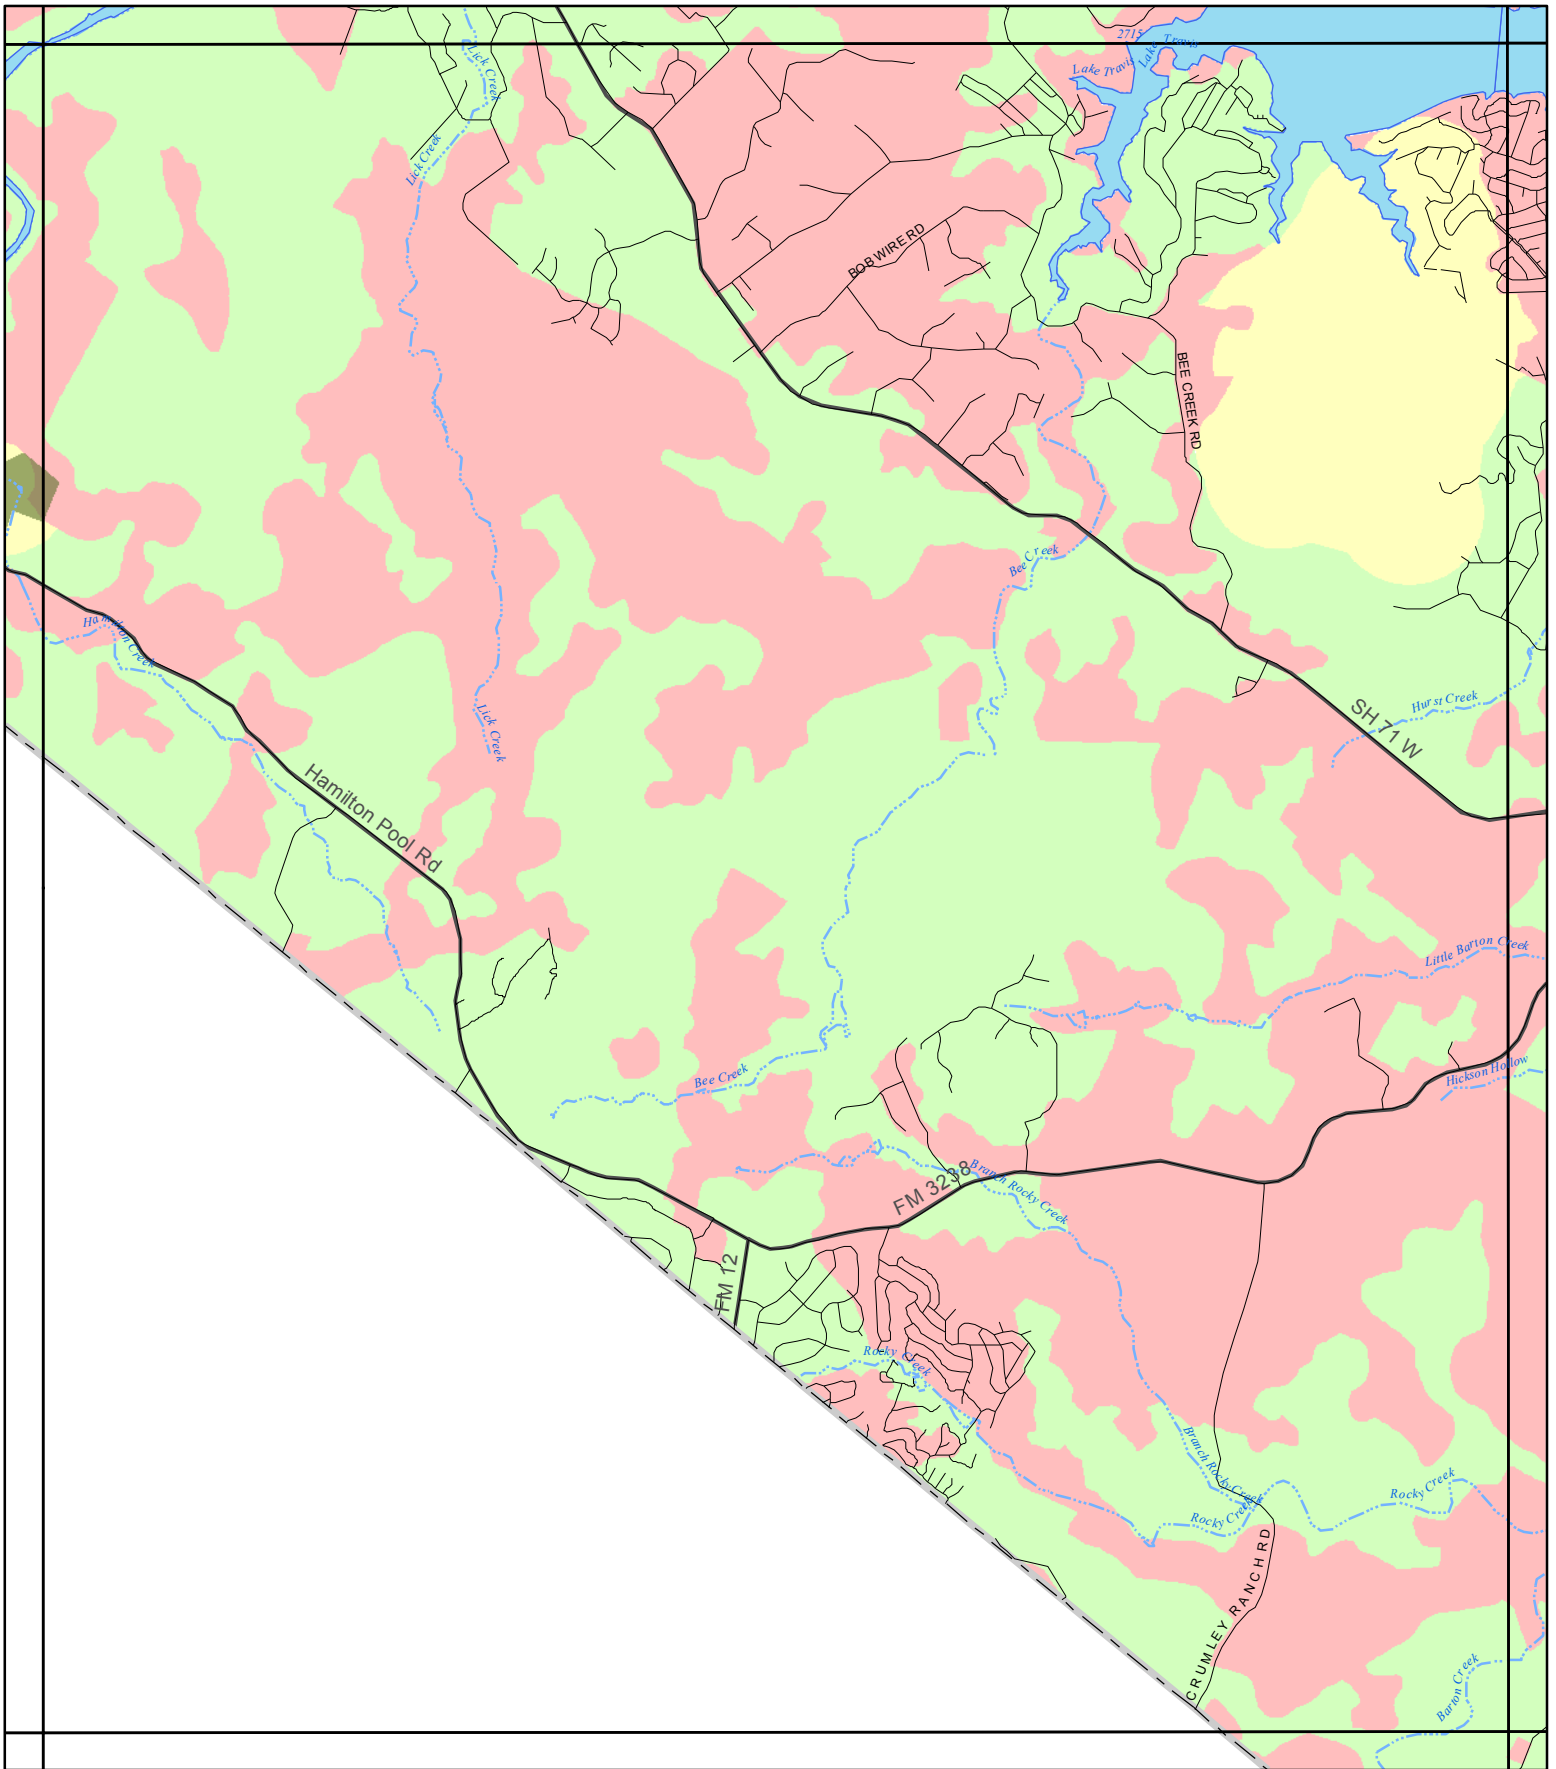 2715
Lake Travis
Lake Travis
Lick Creek
Lick Creek
BOB WIRE RD
BEE CREEK RD
Bee Creek
Hamilton Creek
Lick Creek
Hurst Creek
SH 71 W
Hamilton Pool Rd
Little Barton Creek
Bee Creek
Hickson Hollow
Branch Rocky Creek
FM 3238
FM 12
Rocky Creek
Branch Rocky Creek
Rocky Creek
Rocky Creek
CRUMLEY RANCH RD
Barton Creek